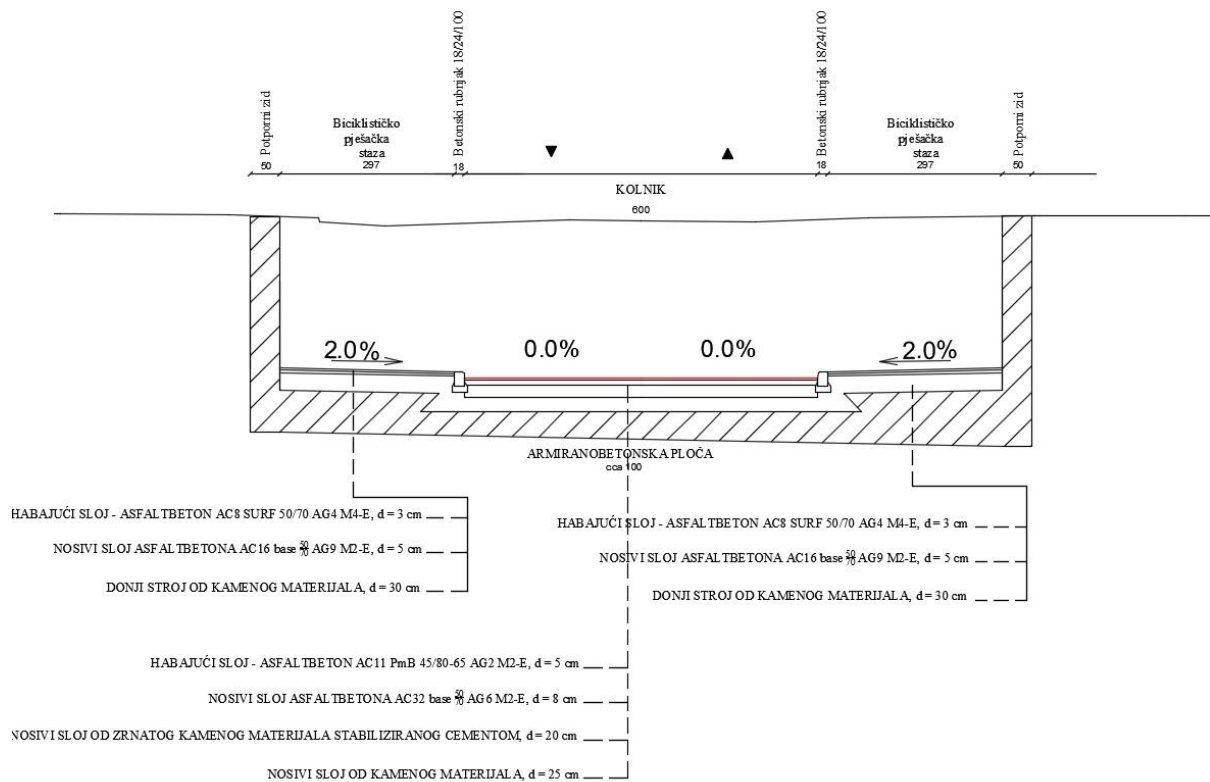 Potporni zid
50
Biciklističko
pješačka
staza
297
Betonski rubnjak 18/24/100
18
KOLNIK
600
Betonski rubnjak 18/24/100
18
Biciklističko
pješačka
staza
297
Potporni zid
50
2.0%
0.0%
0.0%
2.0%
ARMIRANOBETONSKA PLOČA
cca 100
HABAJUĆI SLOJ - ASFALTBETON AC8 SURF 50/70 AG4 M4-E, d = 3 cm
NOSIVI SLOJ ASFALTBETONA AC16 base 50/70 AG9 M2-E, d = 5 cm
DONJI STROJ OD KAMENOG MATERIJALA, d = 30 cm
HABAJUĆI SLOJ - ASFALTBETON AC8 SURF 50/70 AG4 M4-E, d = 3 cm
NOSIVI SLOJ ASFALTBETONA AC16 base 50/70 AG9 M2-E, d = 5 cm
DONJI STROJ OD KAMENOG MATERIJALA, d = 30 cm
HABAJUĆI SLOJ - ASFALTBETON AC11 PmB 45/80-65 AG2 M2-E, d = 5 cm
NOSIVI SLOJ ASFALTBETONA AC32 base 50/70 AG6 M2-E, d = 8 cm
NOSIVI SLOJ OD ZRNATOG KAMENOG MATERIJALA STABILIZIRANOG CEMENTOM, d = 20 cm
NOSIVI SLOJ OD KAMENOG MATERIJALA, d = 25 cm